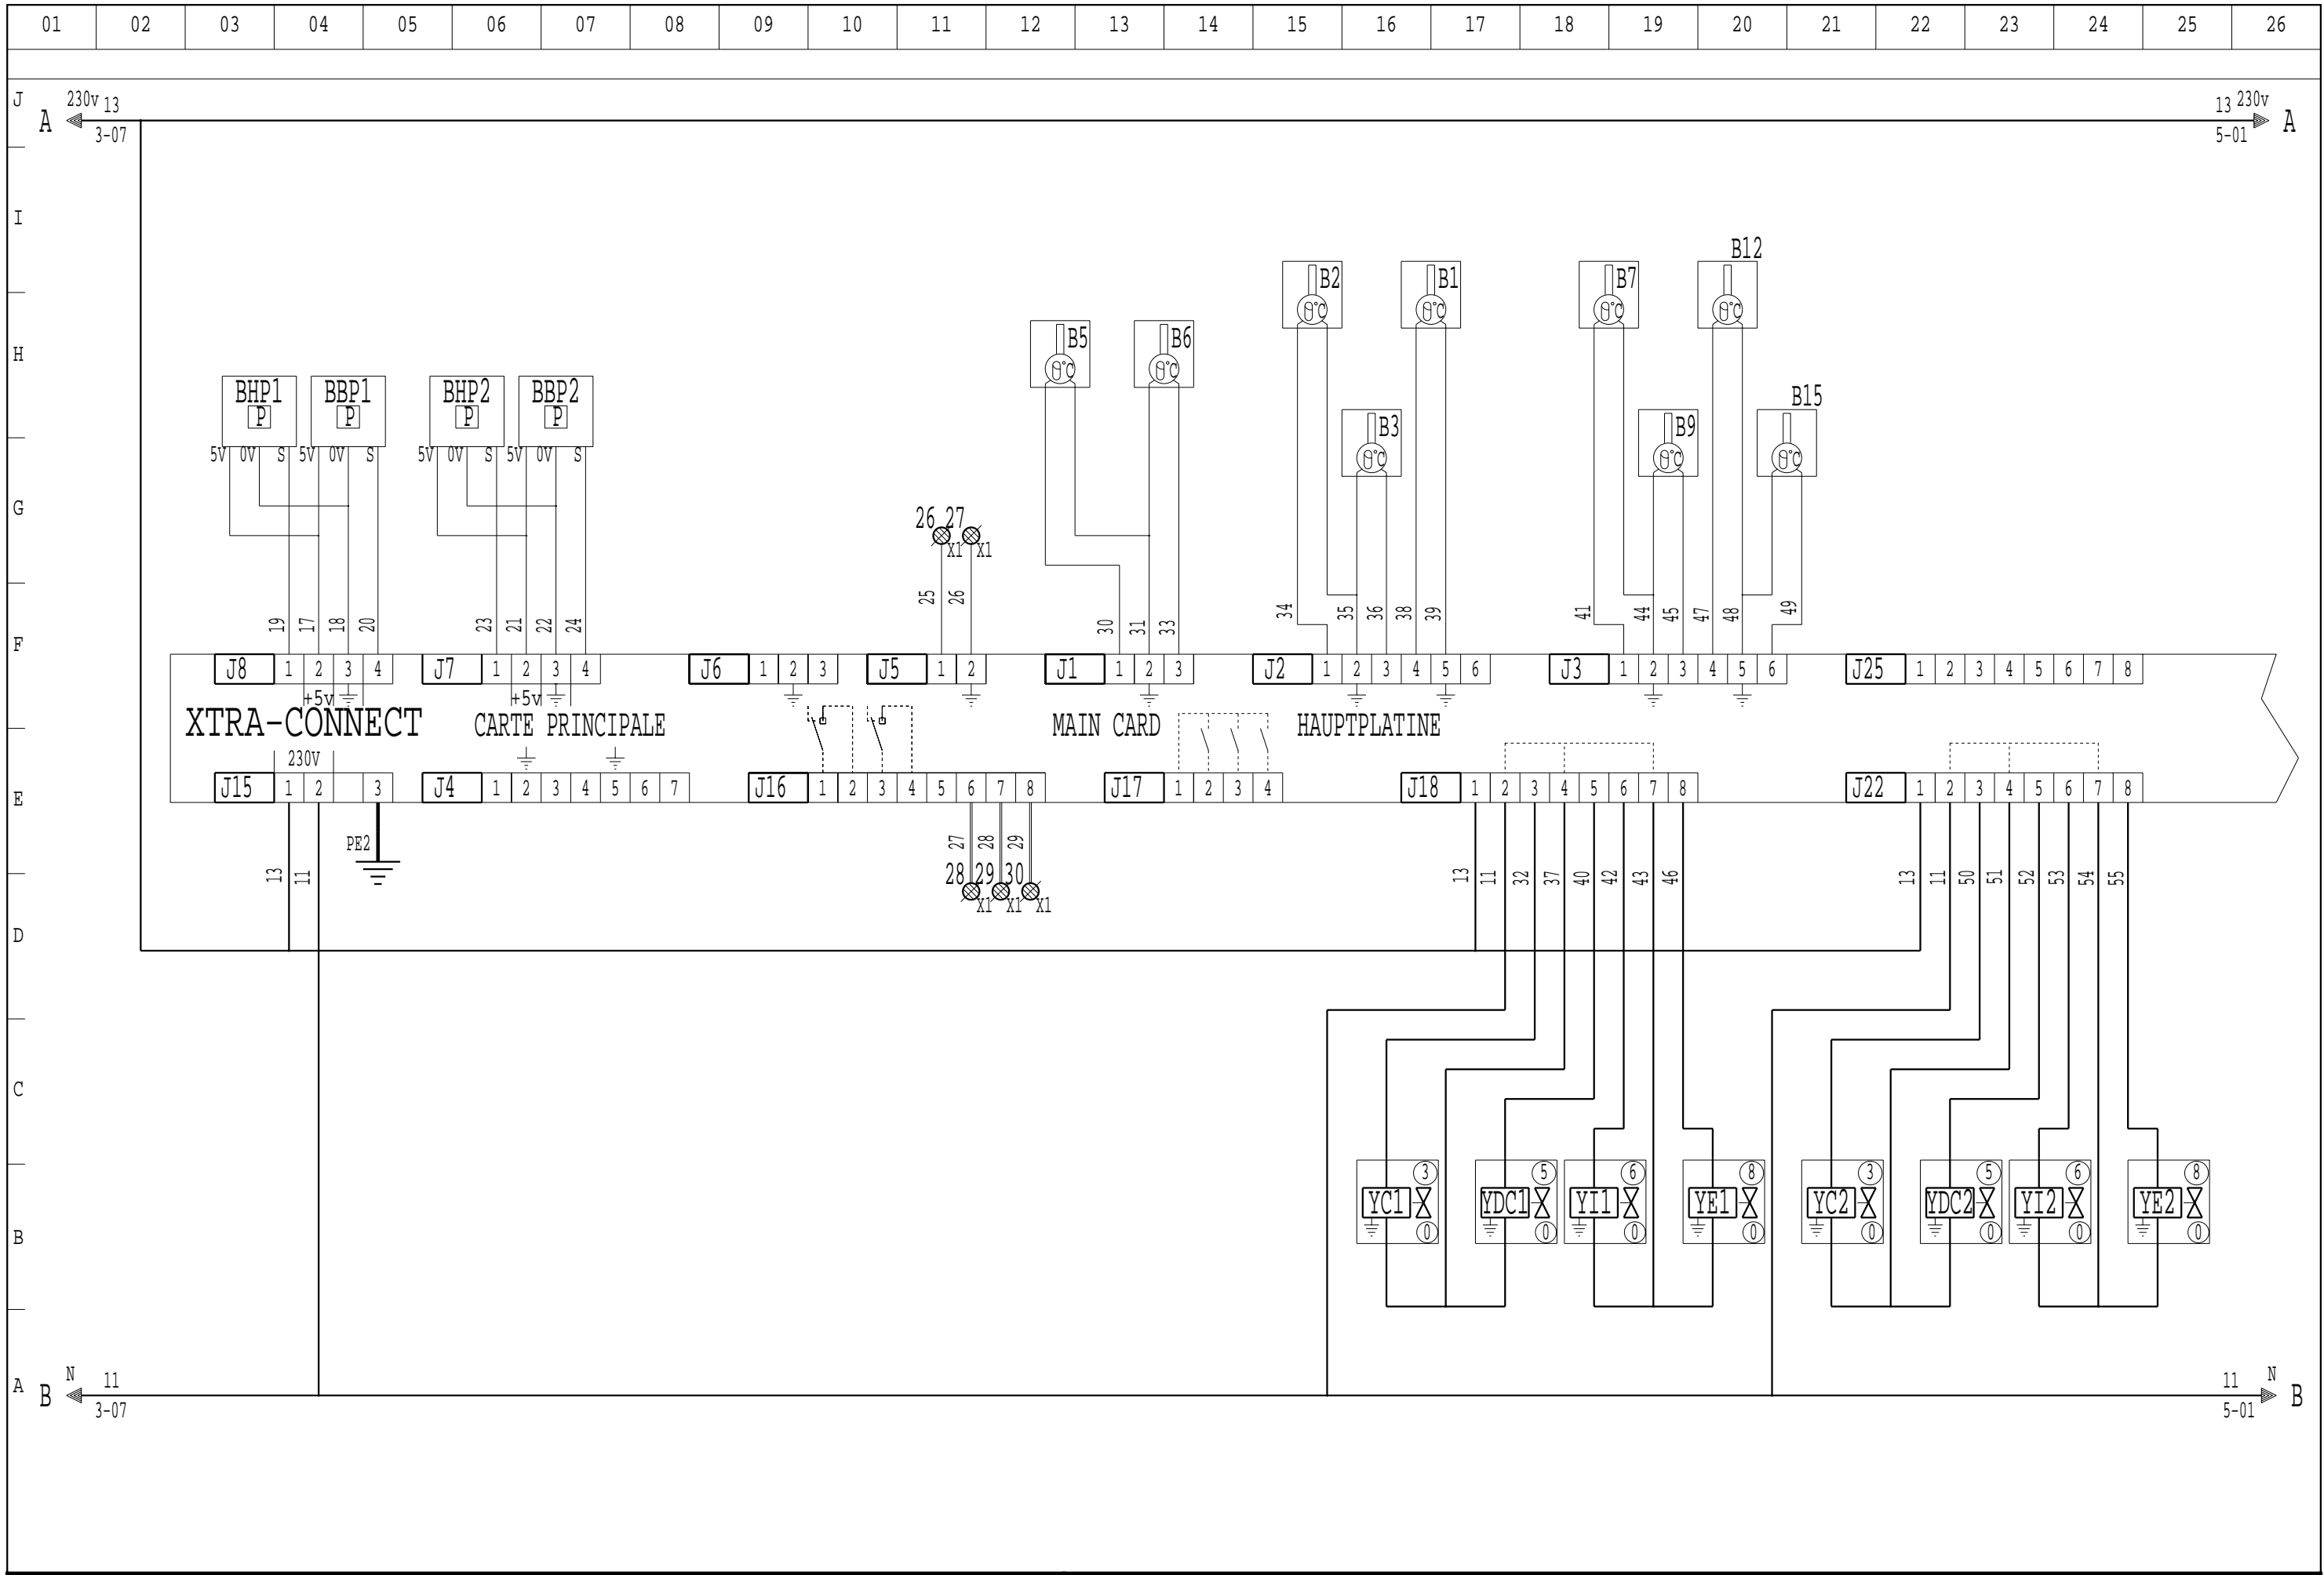 01 02 03 04 05 06 07 08 09 10 11 12 13 14 15 16 17 18 19 20 21 22 23 24 25 26
J
A 230v 13
3-07
13 230v A
5-01
I
B12
B2 B1 B7
0°C 0°C 0°C 0°C
H
B5 B6
0°C 0°C
BHP1 BBP1 BHP2 BBP2
P P P P
B15
B3 B9
0°C 0°C 0°C
5V 0V S 5V 0V S 5V 0V S 5V 0V S
G
26 27
X1 X1
19 17 18 20 23 21 22 24 25 26 30 31 33 34 35 36 38 39 41 44 45 47 48 49
F
J8 1 2 3 4 J7 1 2 3 4 J6 1 2 3 J5 1 2 J1 1 2 3 J2 1 2 3 4 5 6 J3 1 2 3 4 5 6 J25 1 2 3 4 5 6 7 8
+5v +5v
XTRA-CONNECT CARTE PRINCIPALE MAIN CARD HAUPTPLATINE
230V
E
J15 1 2 3 J4 1 2 3 4 5 6 7 J16 1 2 3 4 5 6 7 8 J17 1 2 3 4 J18 1 2 3 4 5 6 7 8 J22 1 2 3 4 5 6 7 8
PE2
27 28 29
13 11 13 11 32 37 40 42 43 46 13 11 50 51 52 53 54 55
28 29 30
X1 X1 X1
D
C
3 5 6 8 3 5 6 8
YC1 YDC1 YI1 YE1 YC2 YDC2 YI2 YE2
0 0 0 0 0 0 0 0
B
A
B N 11
3-07
11 N B
5-01